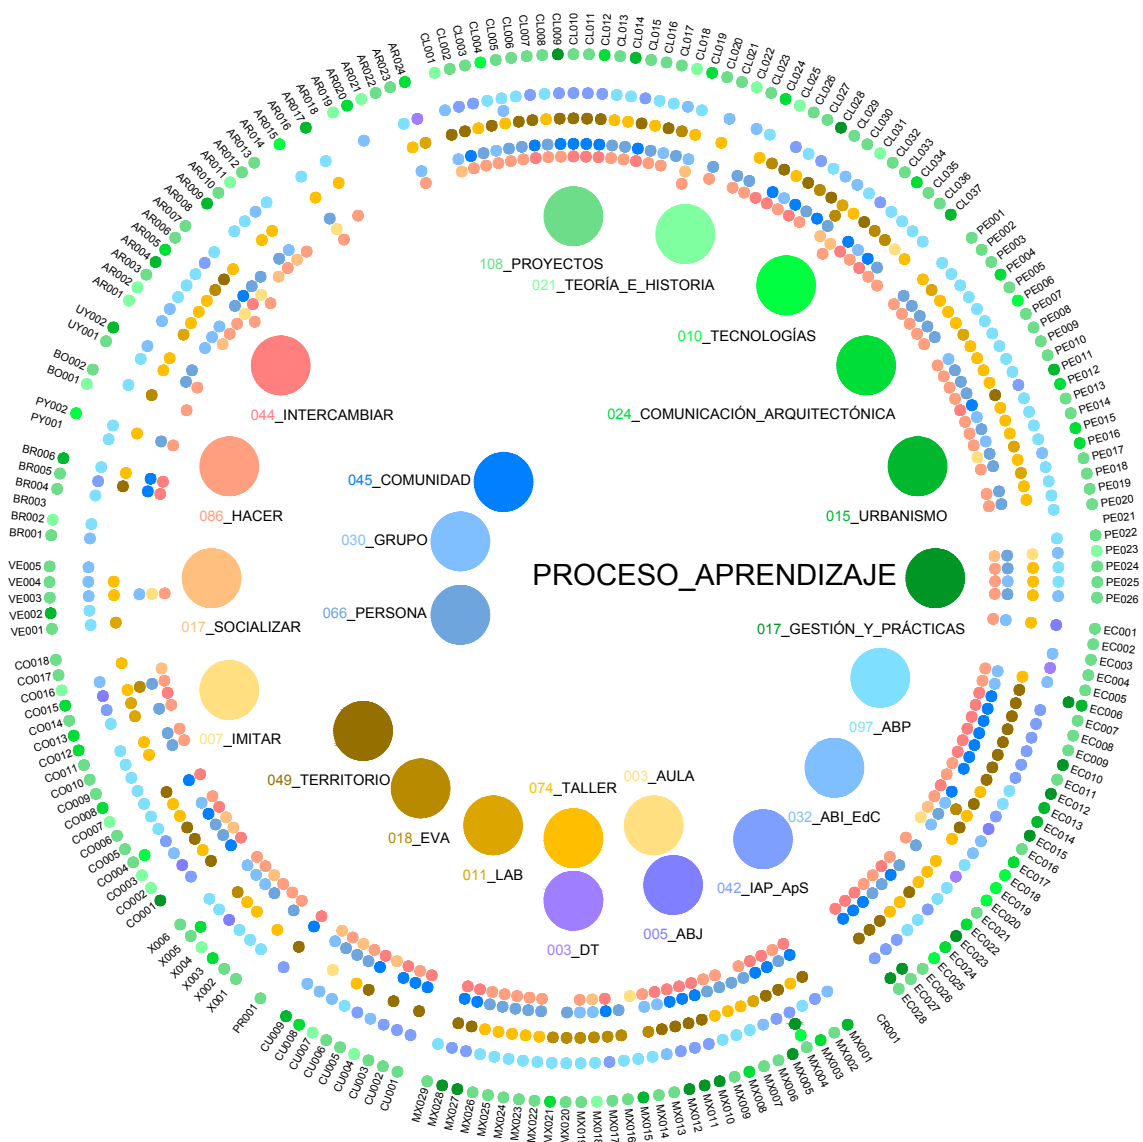 CL001
CL002
CL003
CL004
CL005
CL006
CL007
CL008
CL009
CL010
CL011
CL012
CL013
CL014
CL015
CL016
CL017
CL018
CL019
CL020
CL021
CL022
CL023
CL024
CL025
CL026
CL027
CL028
CL029
CL030
CL031
CL032
CL033
CL034
CL035
CL036
CL037
PE001
PE002
PE003
PE004
PE005
PE006
PE007
PE008
PE009
PE010
PE011
PE012
PE013
PE014
PE015
PE016
PE017
PE018
PE019
PE020
PE021
PE022
PE023
PE024
PE025
PE026
EC001
EC002
EC003
EC004
EC005
EC006
EC007
EC008
EC009
EC010
EC011
EC012
EC013
EC014
EC015
EC016
EC017
EC018
EC019
EC020
EC021
EC022
EC023
EC024
EC025
EC026
EC027
EC028
CR001
MX001
MX002
MX003
MX004
MX005
MX006
MX007
MX008
MX009
MX010
MX011
MX012
MX013
MX014
MX015
MX016
MX017
MX018
MX019
MX020
MX021
MX022
MX023
MX024
MX025
MX026
MX027
MX028
MX029
CU001
CU002
CU003
CU004
CU005
CU006
CU007
CU008
CU009
PR001
X001
X002
X003
X004
X005
X006
CO001
CO002
CO003
CO004
CO005
CO006
CO007
CO008
CO009
CO010
CO011
CO012
CO013
CO014
CO015
CO016
CO017
CO018
VE001
VE002
VE003
VE004
VE005
BR001
BR002
BR003
BR004
BR005
BR006
PY001
PY002
BO001
BO002
UY001
UY002
AR001
AR002
AR003
AR004
AR005
AR006
AR007
AR008
AR009
AR010
AR011
AR012
AR013
AR014
AR015
AR016
AR017
AR018
AR019
AR020
AR021
AR022
AR023
AR024
108_PROYECTOS
021_TEORÍA_E_HISTORIA
010_TECNOLOGÍAS
024_COMUNICACIÓN_ARQUITECTÓNICA
015_URBANISMO
PROCESO_APRENDIZAJE
017_GESTIÓN_Y_PRÁCTICAS
097_ABP
032_ABI_EdC
042_IAP_ApS
005_ABJ
003_DT
003_AULA
074_TALLER
011_LAB
018_EVA
049_TERRITORIO
007_IMITAR
017_SOCIALIZAR
086_HACER
044_INTERCAMBIAR
045_COMUNIDAD
030_GRUPO
066_PERSONA